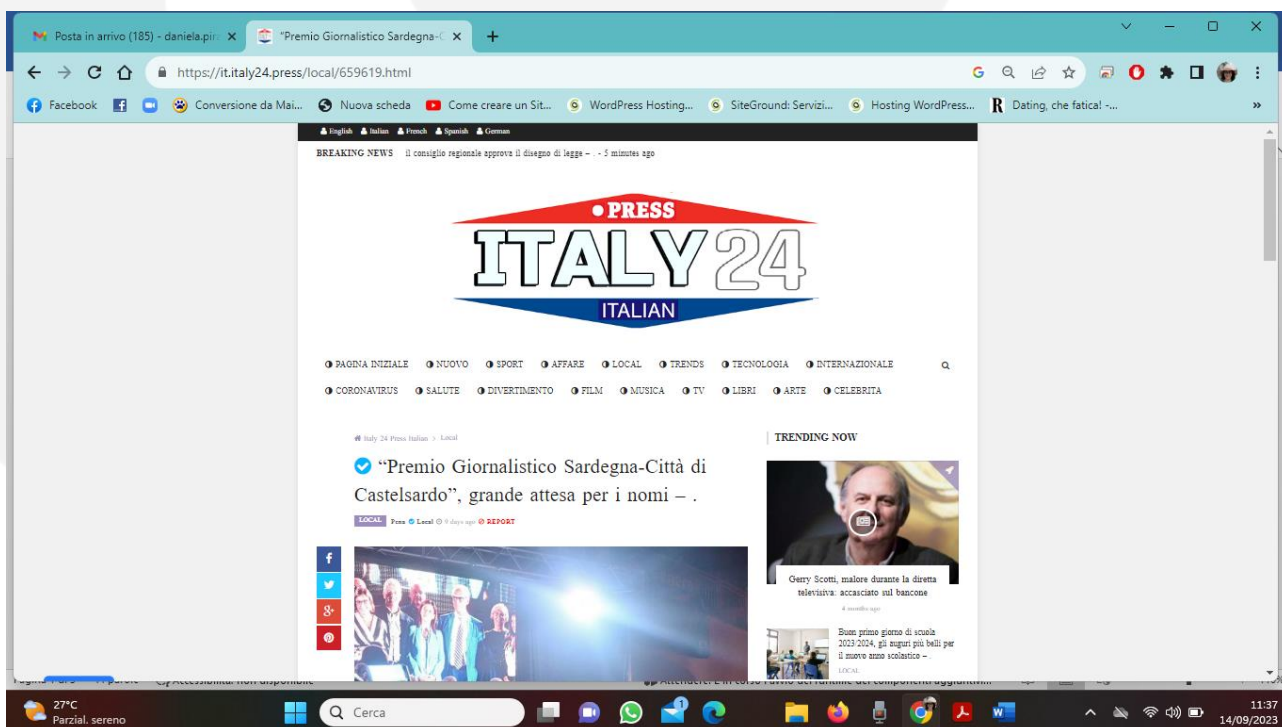 Posta in arrivo (185) - daniela.pir
"Premio Giornalistico Sardegna-C
https://it.italy24.press/local/659619.html
Facebook Conversione da Mai... Nuova scheda Come creare un Sit... WordPress Hosting... SiteGround: Servizi... Hosting WordPress... Dating, che fatica! -... »
English Italian French Spanish German
BREAKING NEWS il consiglio regionale approva il disegno di legge – . - 5 minutes ago
PRESS
ITALY 24
ITALIAN
PAGINA INIZIALE NUOVO SPORT AFFARE LOCAL TRENDS TECNOLOGIA INTERNAZIONALE
CORONAVIRUS SALUTE DIVERTIMENTO FILM MUSICA TV LIBRI ARTE CELEBRITA
Italy 24 Press Italian > Local
TRENDING NOW
"Premio Giornalistico Sardegna-Città di
Castelsardo", grande attesa per i nomi – .
LOCAL Press Local 9 days ago REPORT
Gerry Scotti, malore durante la diretta
televisiva: accasciato sul bancone
4 months ago
Buon primo giorno di scuola
2023/2024, gli auguri più belli per
il nuovo anno scolastico – .
LOCAL
27°C
Parzial. sereno
Cerca
11:37